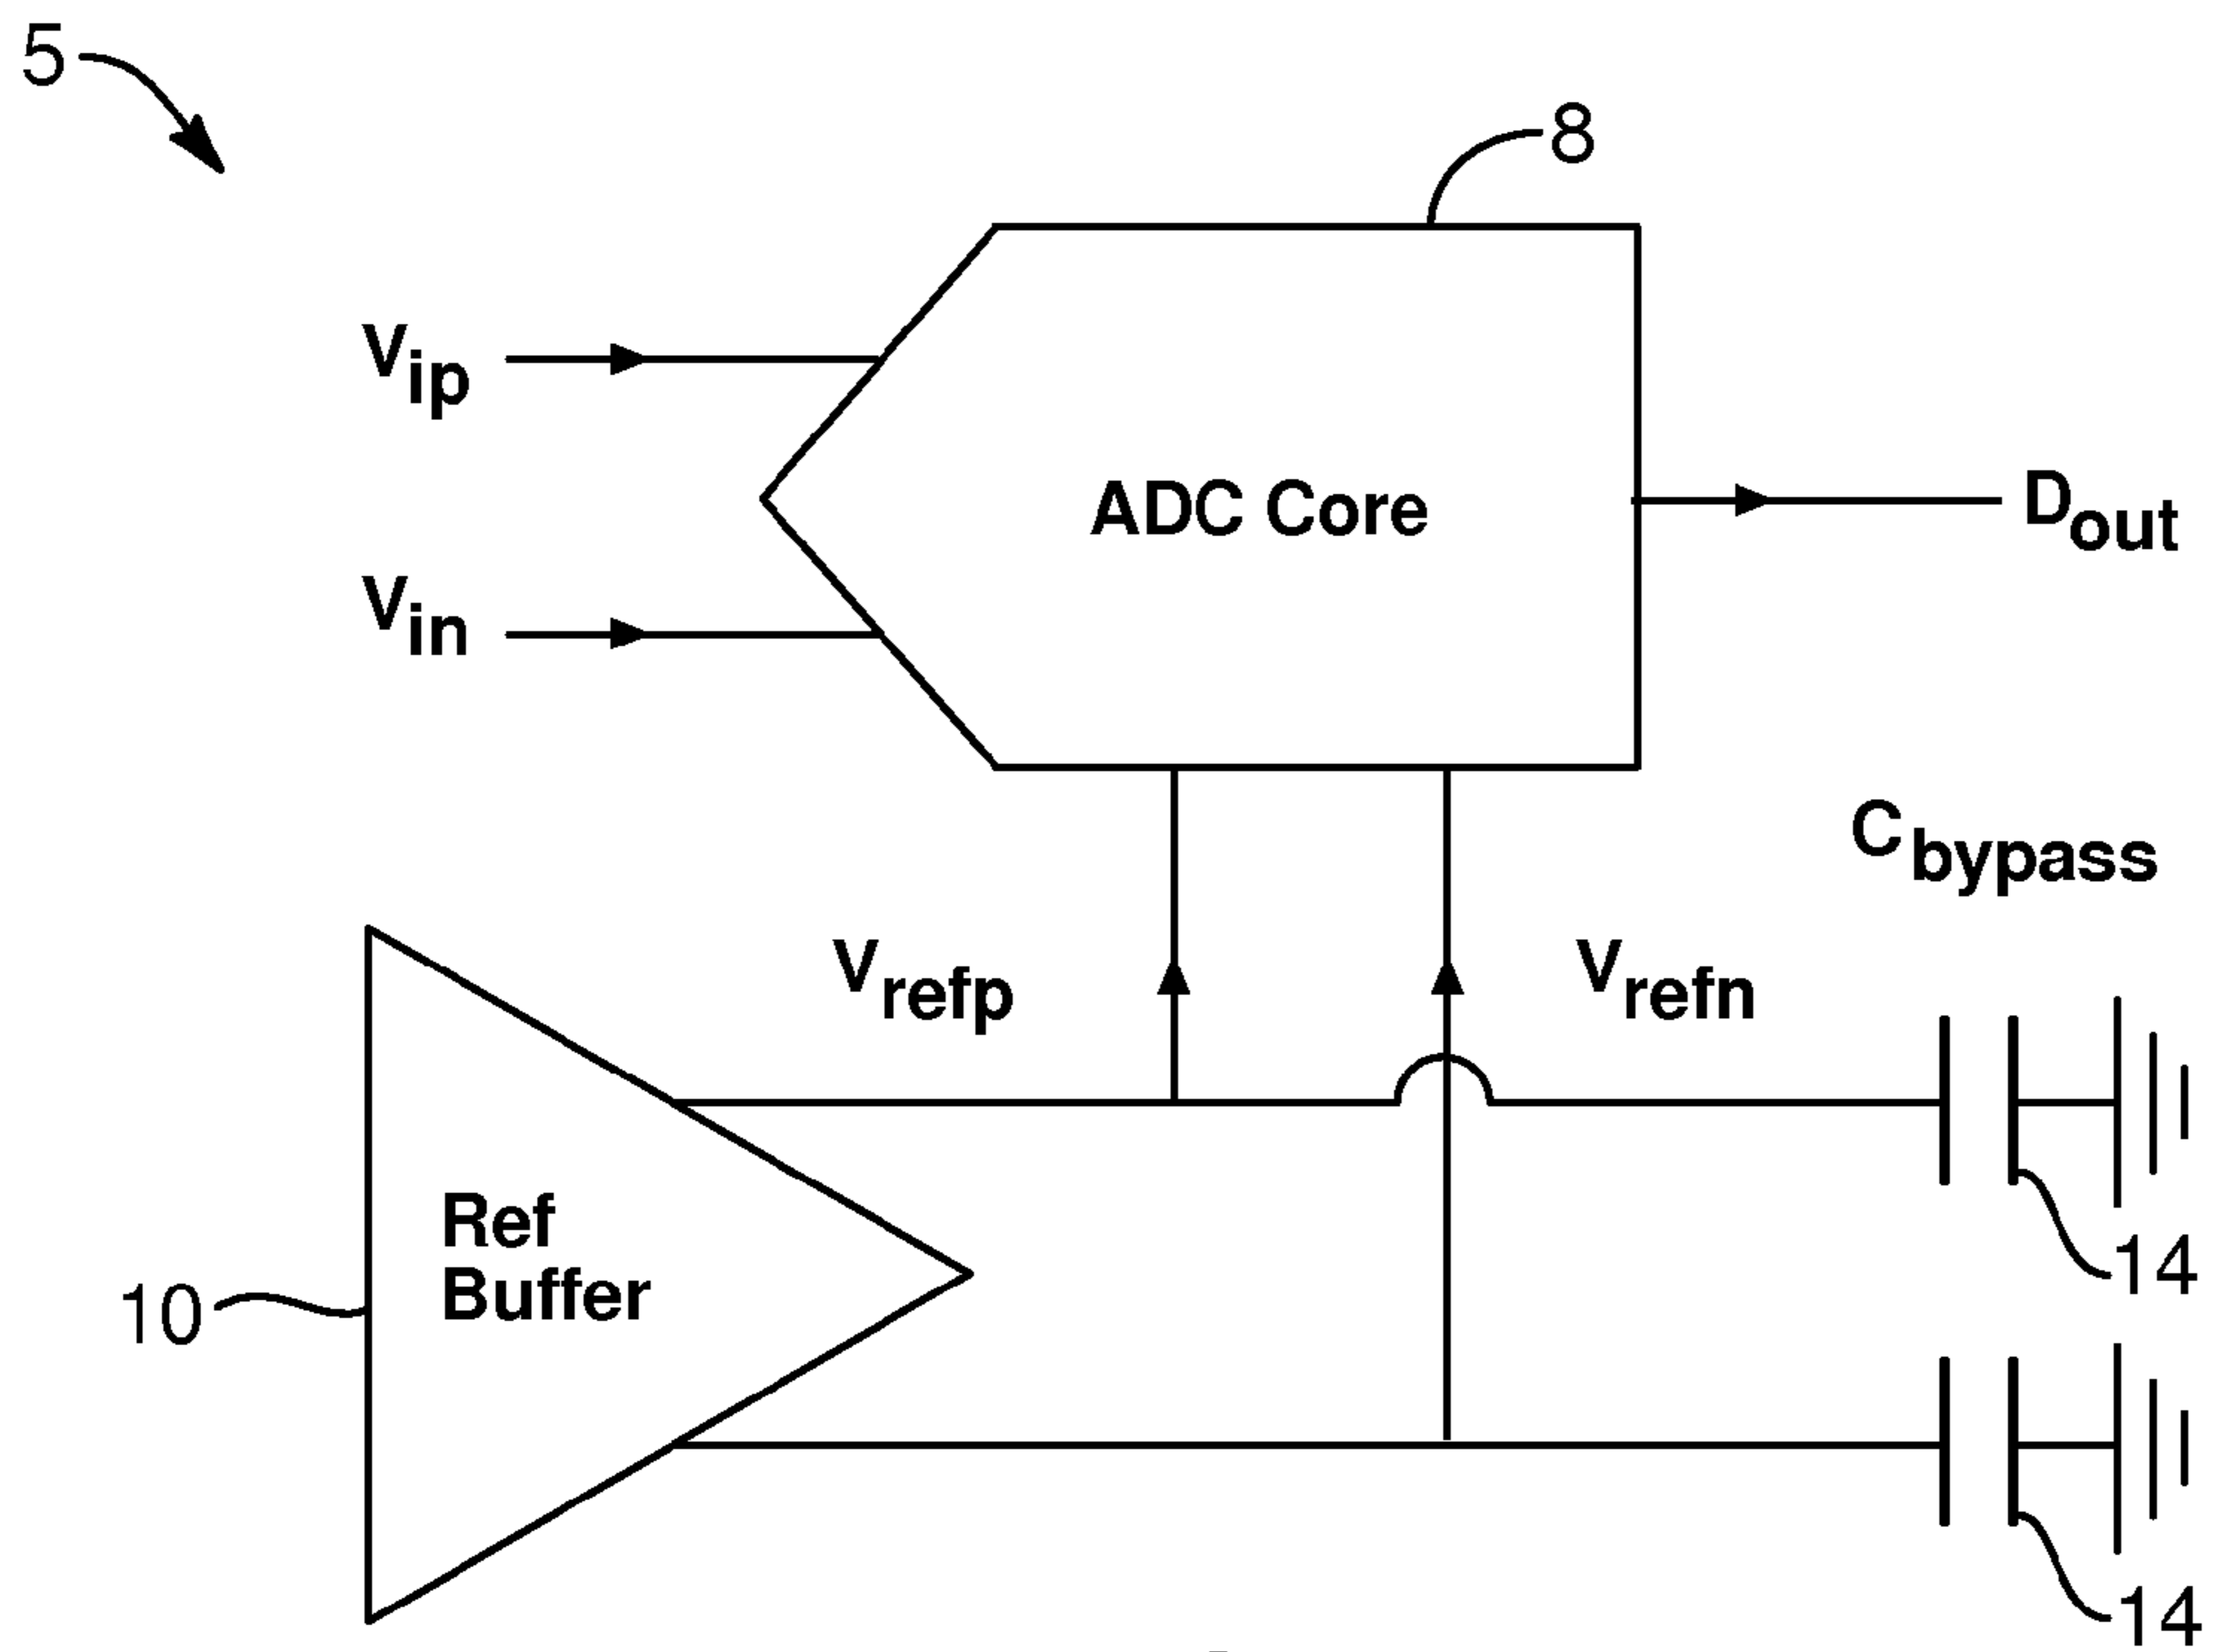 5
8
Vip
ADC Core
Dout
Vin
Cbypass
Vrefp
Vrefn
Ref
Buffer
10
14
14